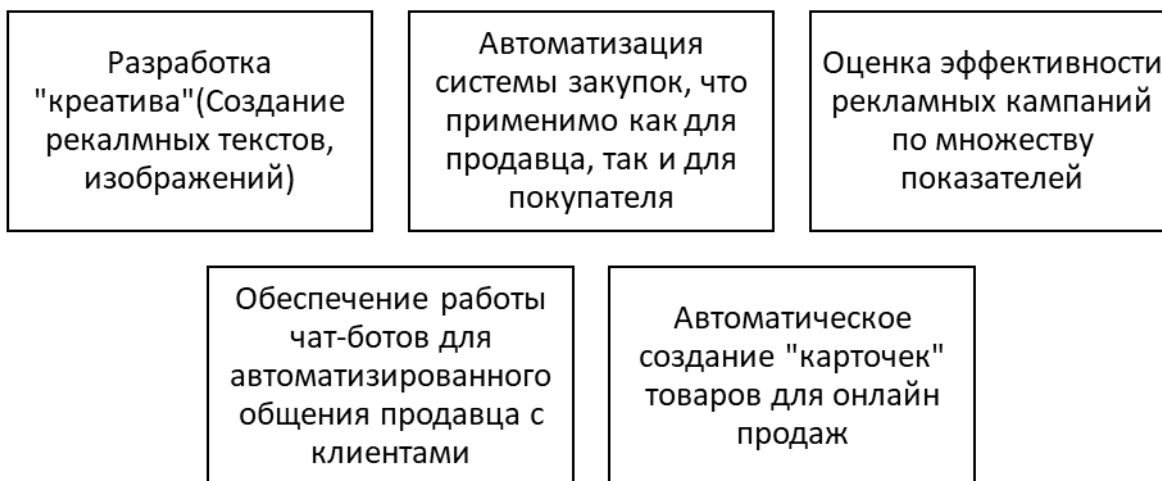 Разработка
"креатива"(Создание
рекалмных текстов,
изображений)
Автоматизация
системы закупок, что
применимо как для
продавца, так и для
покупателя
Оценка эффективности
рекламных кампаний
по множеству
показателей
Обеспечение работы
чат-ботов для
автоматизированного
общения продавца с
клиентами
Автоматическое
создание "карточек"
товаров для онлайн
продаж